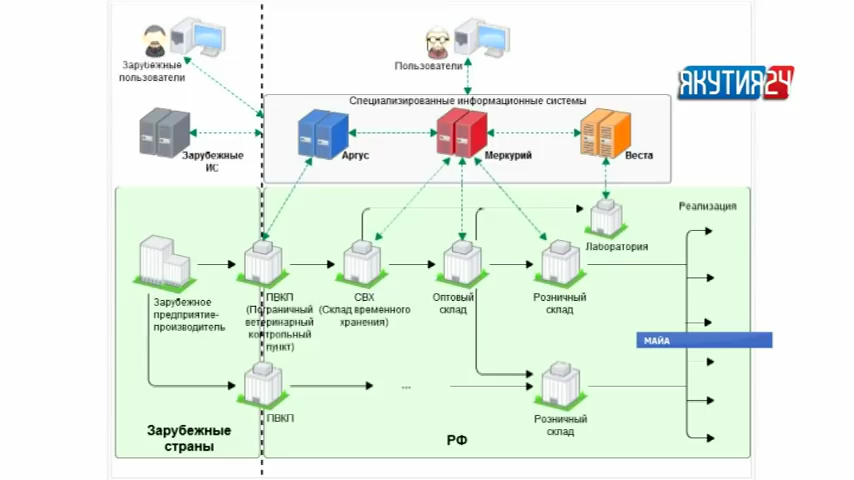 Зарубежные
пользователи
Пользователи
ЯКУТИЯ24
Специализированные информационные системы
Зарубежные
ИС
Аргус
Меркурий
Веста
Реализация
Лаборатория
Зарубежное
предприятие-
производитель
ПВКП
(Пограничный
ветеринарный
контрольный
пункт)
СВХ
(Склад временного
хранения)
Оптовый
склад
Розничный
склад
МАЙА
...
ПВКП
Розничный
склад
Зарубежные
страны
РФ